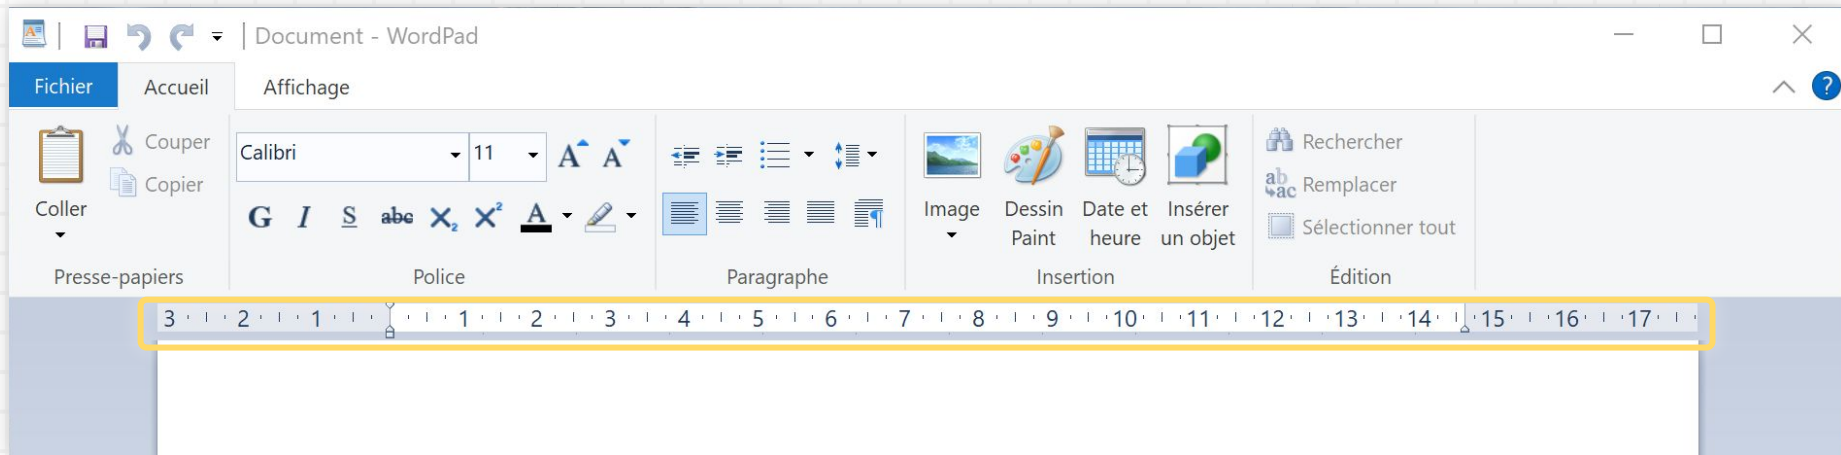 Document - WordPad
Fichier Accueil Affichage
Coller
Couper
Copier
Presse-papiers
Calibri 11
G I S abc X₂ X² A
Police
Paragraphe
Image
Dessin Paint
Date et heure
Insérer un objet
Insertion
Rechercher
Remplacer
Sélectionner tout
Édition
3 2 1 1 2 3 4 5 6 7 8 9 10 11 12 13 14 15 16 17